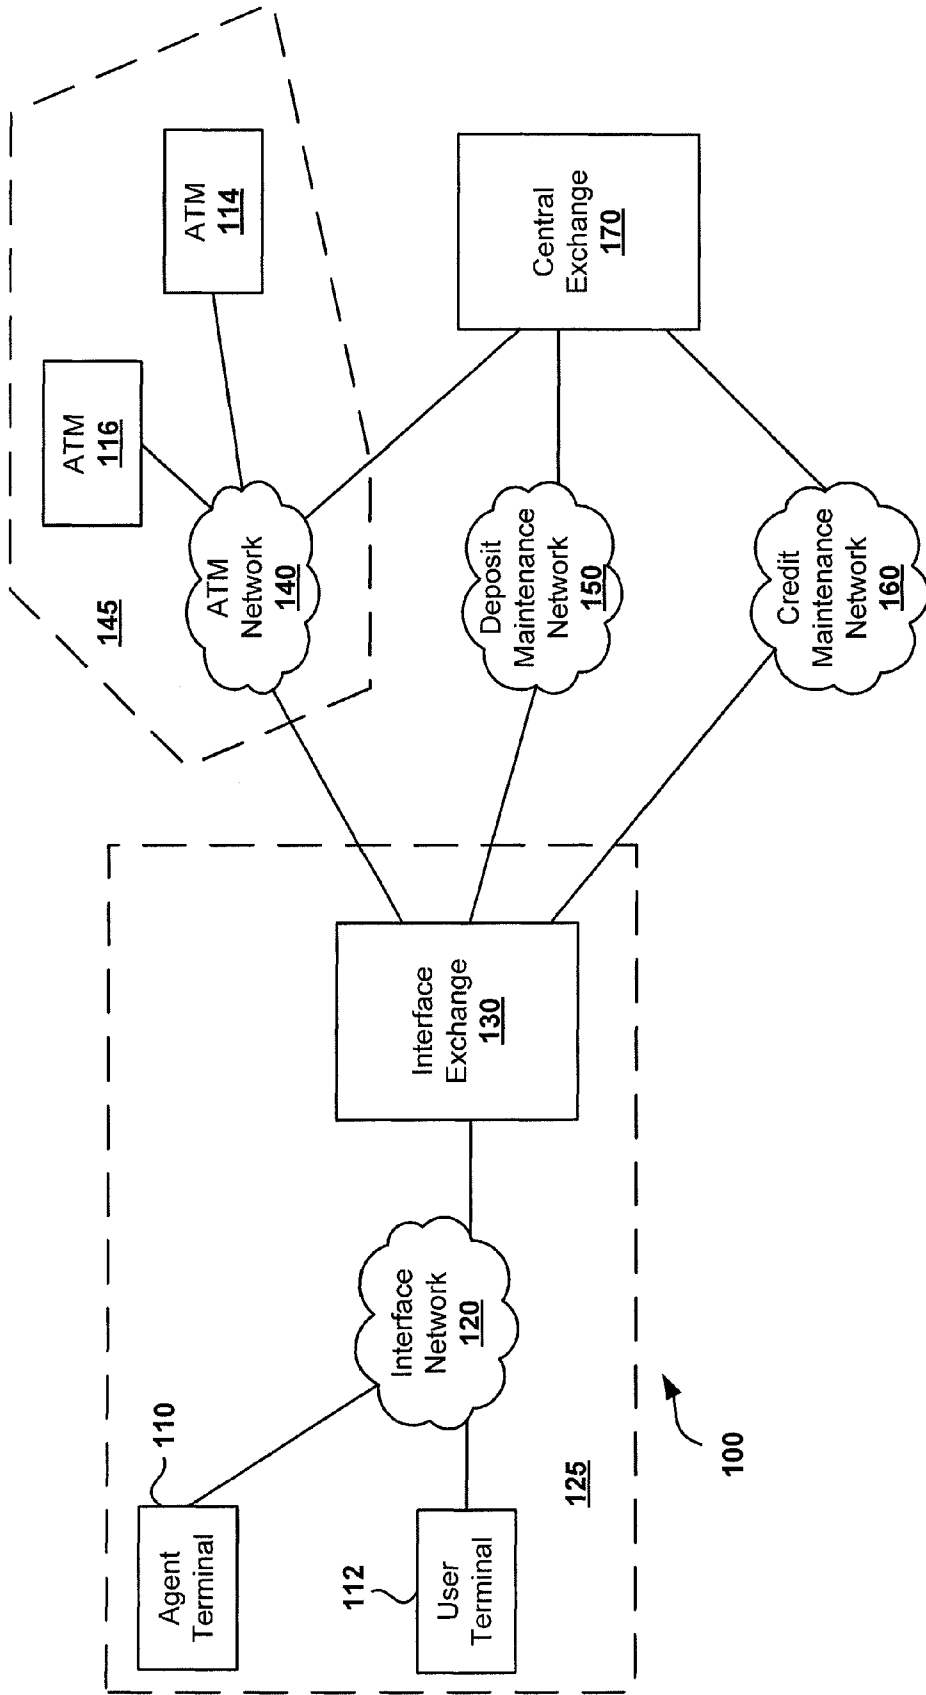 Agent
Terminal
110
User
Terminal
112
125
100
Interface
Network
120
Interface
Exchange
130
145
ATM
116
ATM
114
ATM
Network
140
Deposit
Maintenance
Network
150
Credit
Maintenance
Network
160
Central
Exchange
170